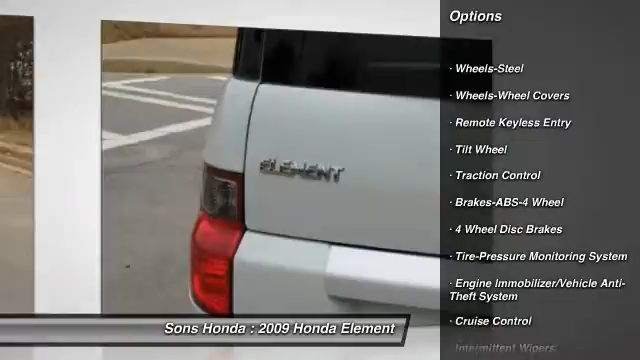 Options
· Wheels-Steel
· Wheels-Wheel Covers
· Remote Keyless Entry
· Tilt Wheel
· Traction Control
· Brakes-ABS-4 Wheel
· 4 Wheel Disc Brakes
· Tire-Pressure Monitoring System
· Engine Immobilizer/Vehicle Anti-
Theft System
· Cruise Control
· Intermittent Wipers
ELEMENT
Sons Honda : 2009 Honda Element